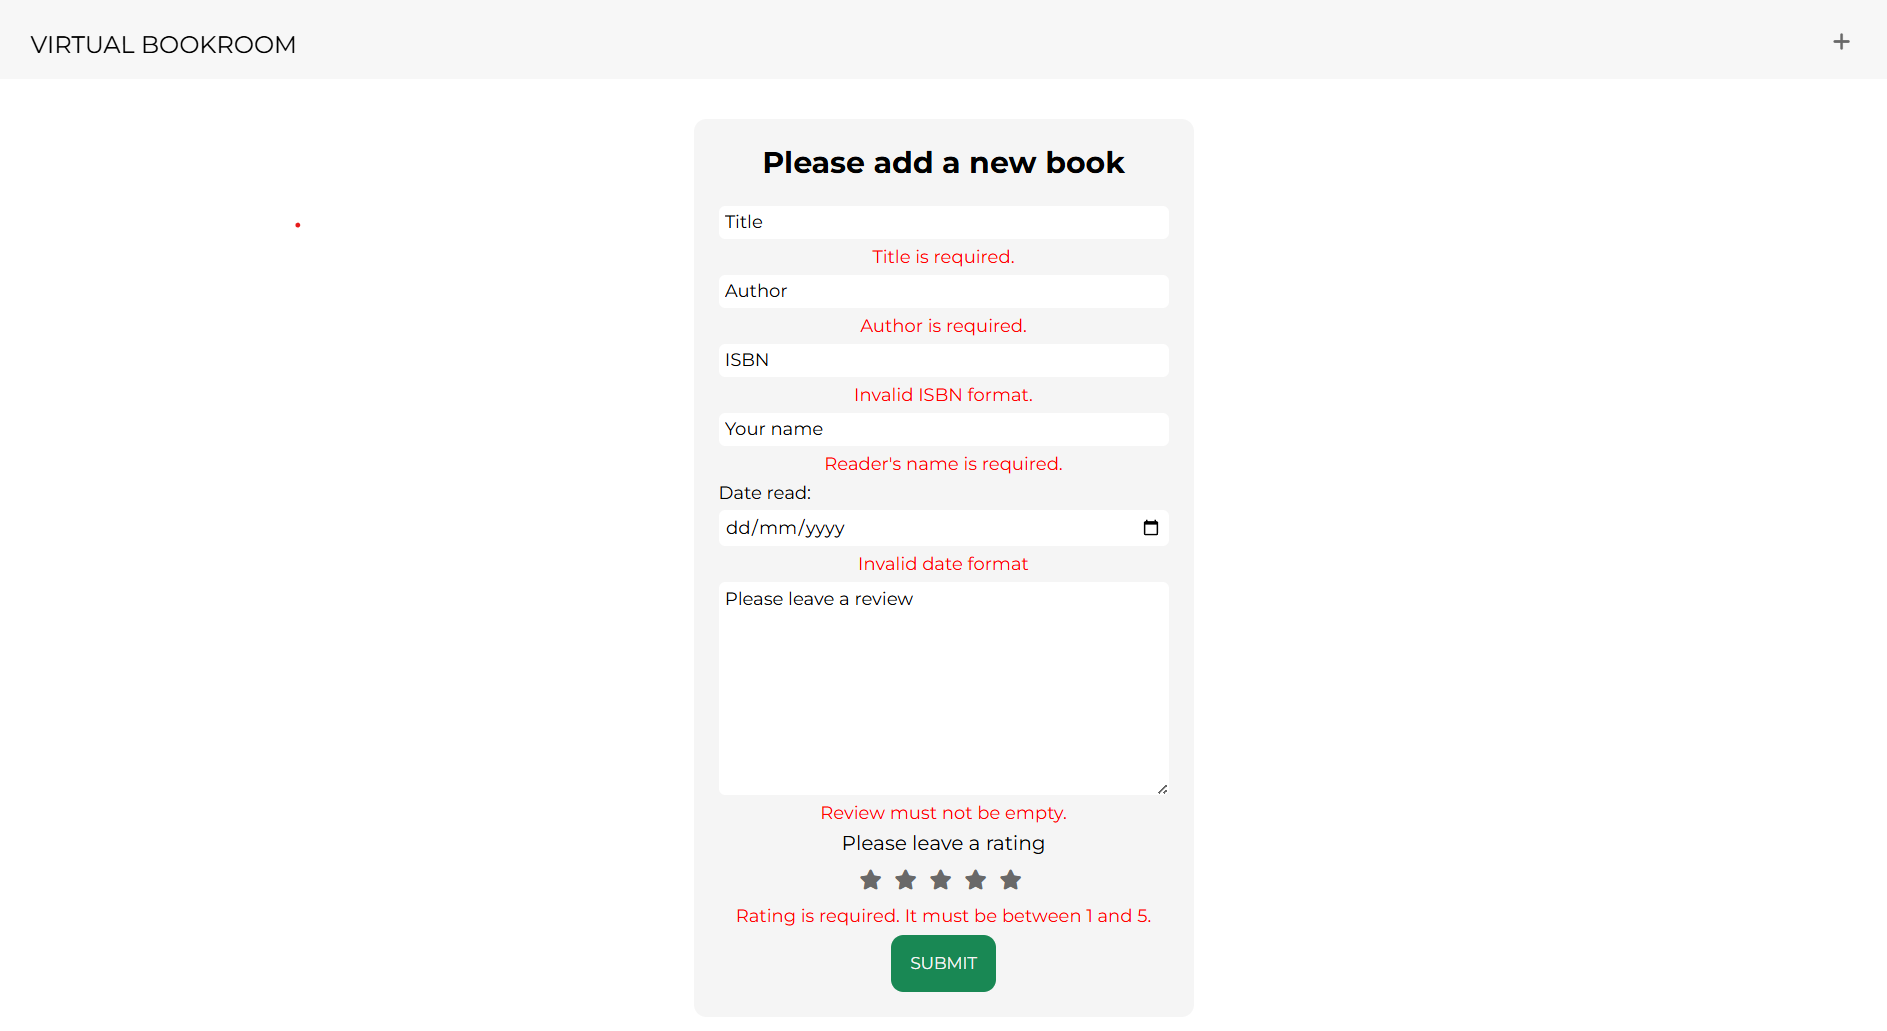 VIRTUAL BOOKROOM
Please add a new book
Title
Title is required.
Author
Author is required.
ISBN
Invalid ISBN format.
Your name
Reader's name is required.
Date read:
dd/mm/yyyy
Invalid date format
Please leave a review
Review must not be empty.
Please leave a rating
Rating is required. It must be between 1 and 5.
SUBMIT